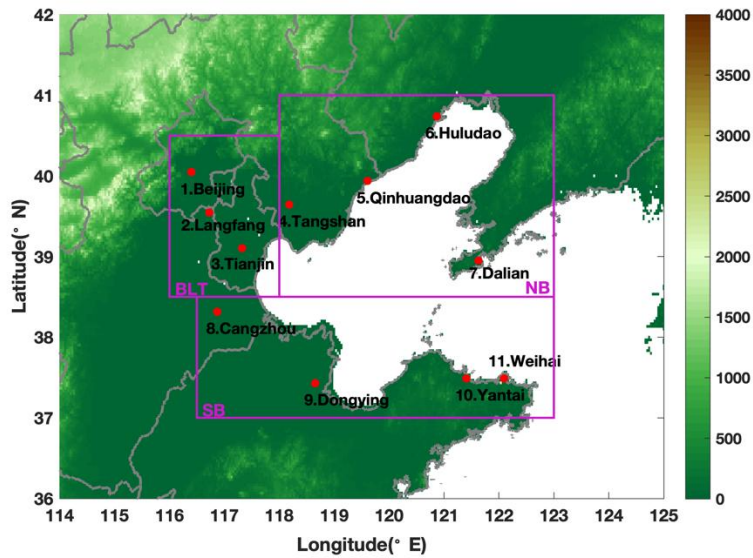 42
41
40
39
38
37
36
114
115
116
117
118
119
120
121
122
123
124
125
Latitude(° N)
Longitude(° E)
4000
3500
3000
2500
2000
1500
1000
500
0
6.Huludao
1.Beijing
5.Qinhuangdao
2.Langfang
4.Tangshan
3.Tianjin
7.Dalian
BLT
NB
8.Cangzhou
11.Weihai
9.Dongying
10.Yantai
SB